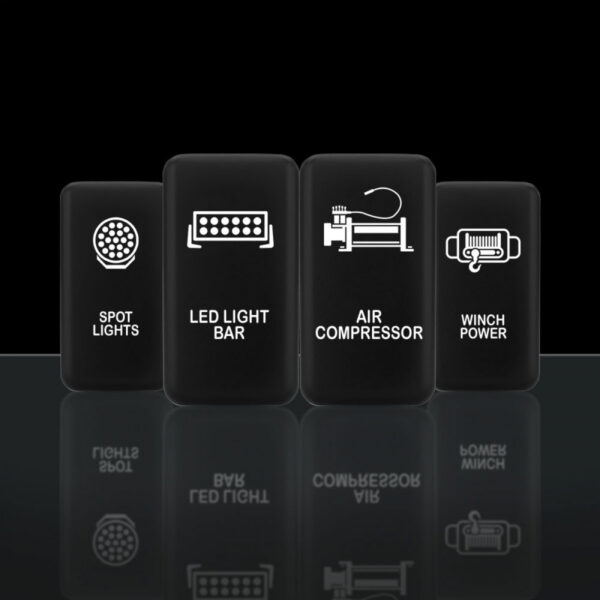 SPOT
LIGHTS
LED LIGHT
BAR
AIR
COMPRESSOR
WINCH
POWER